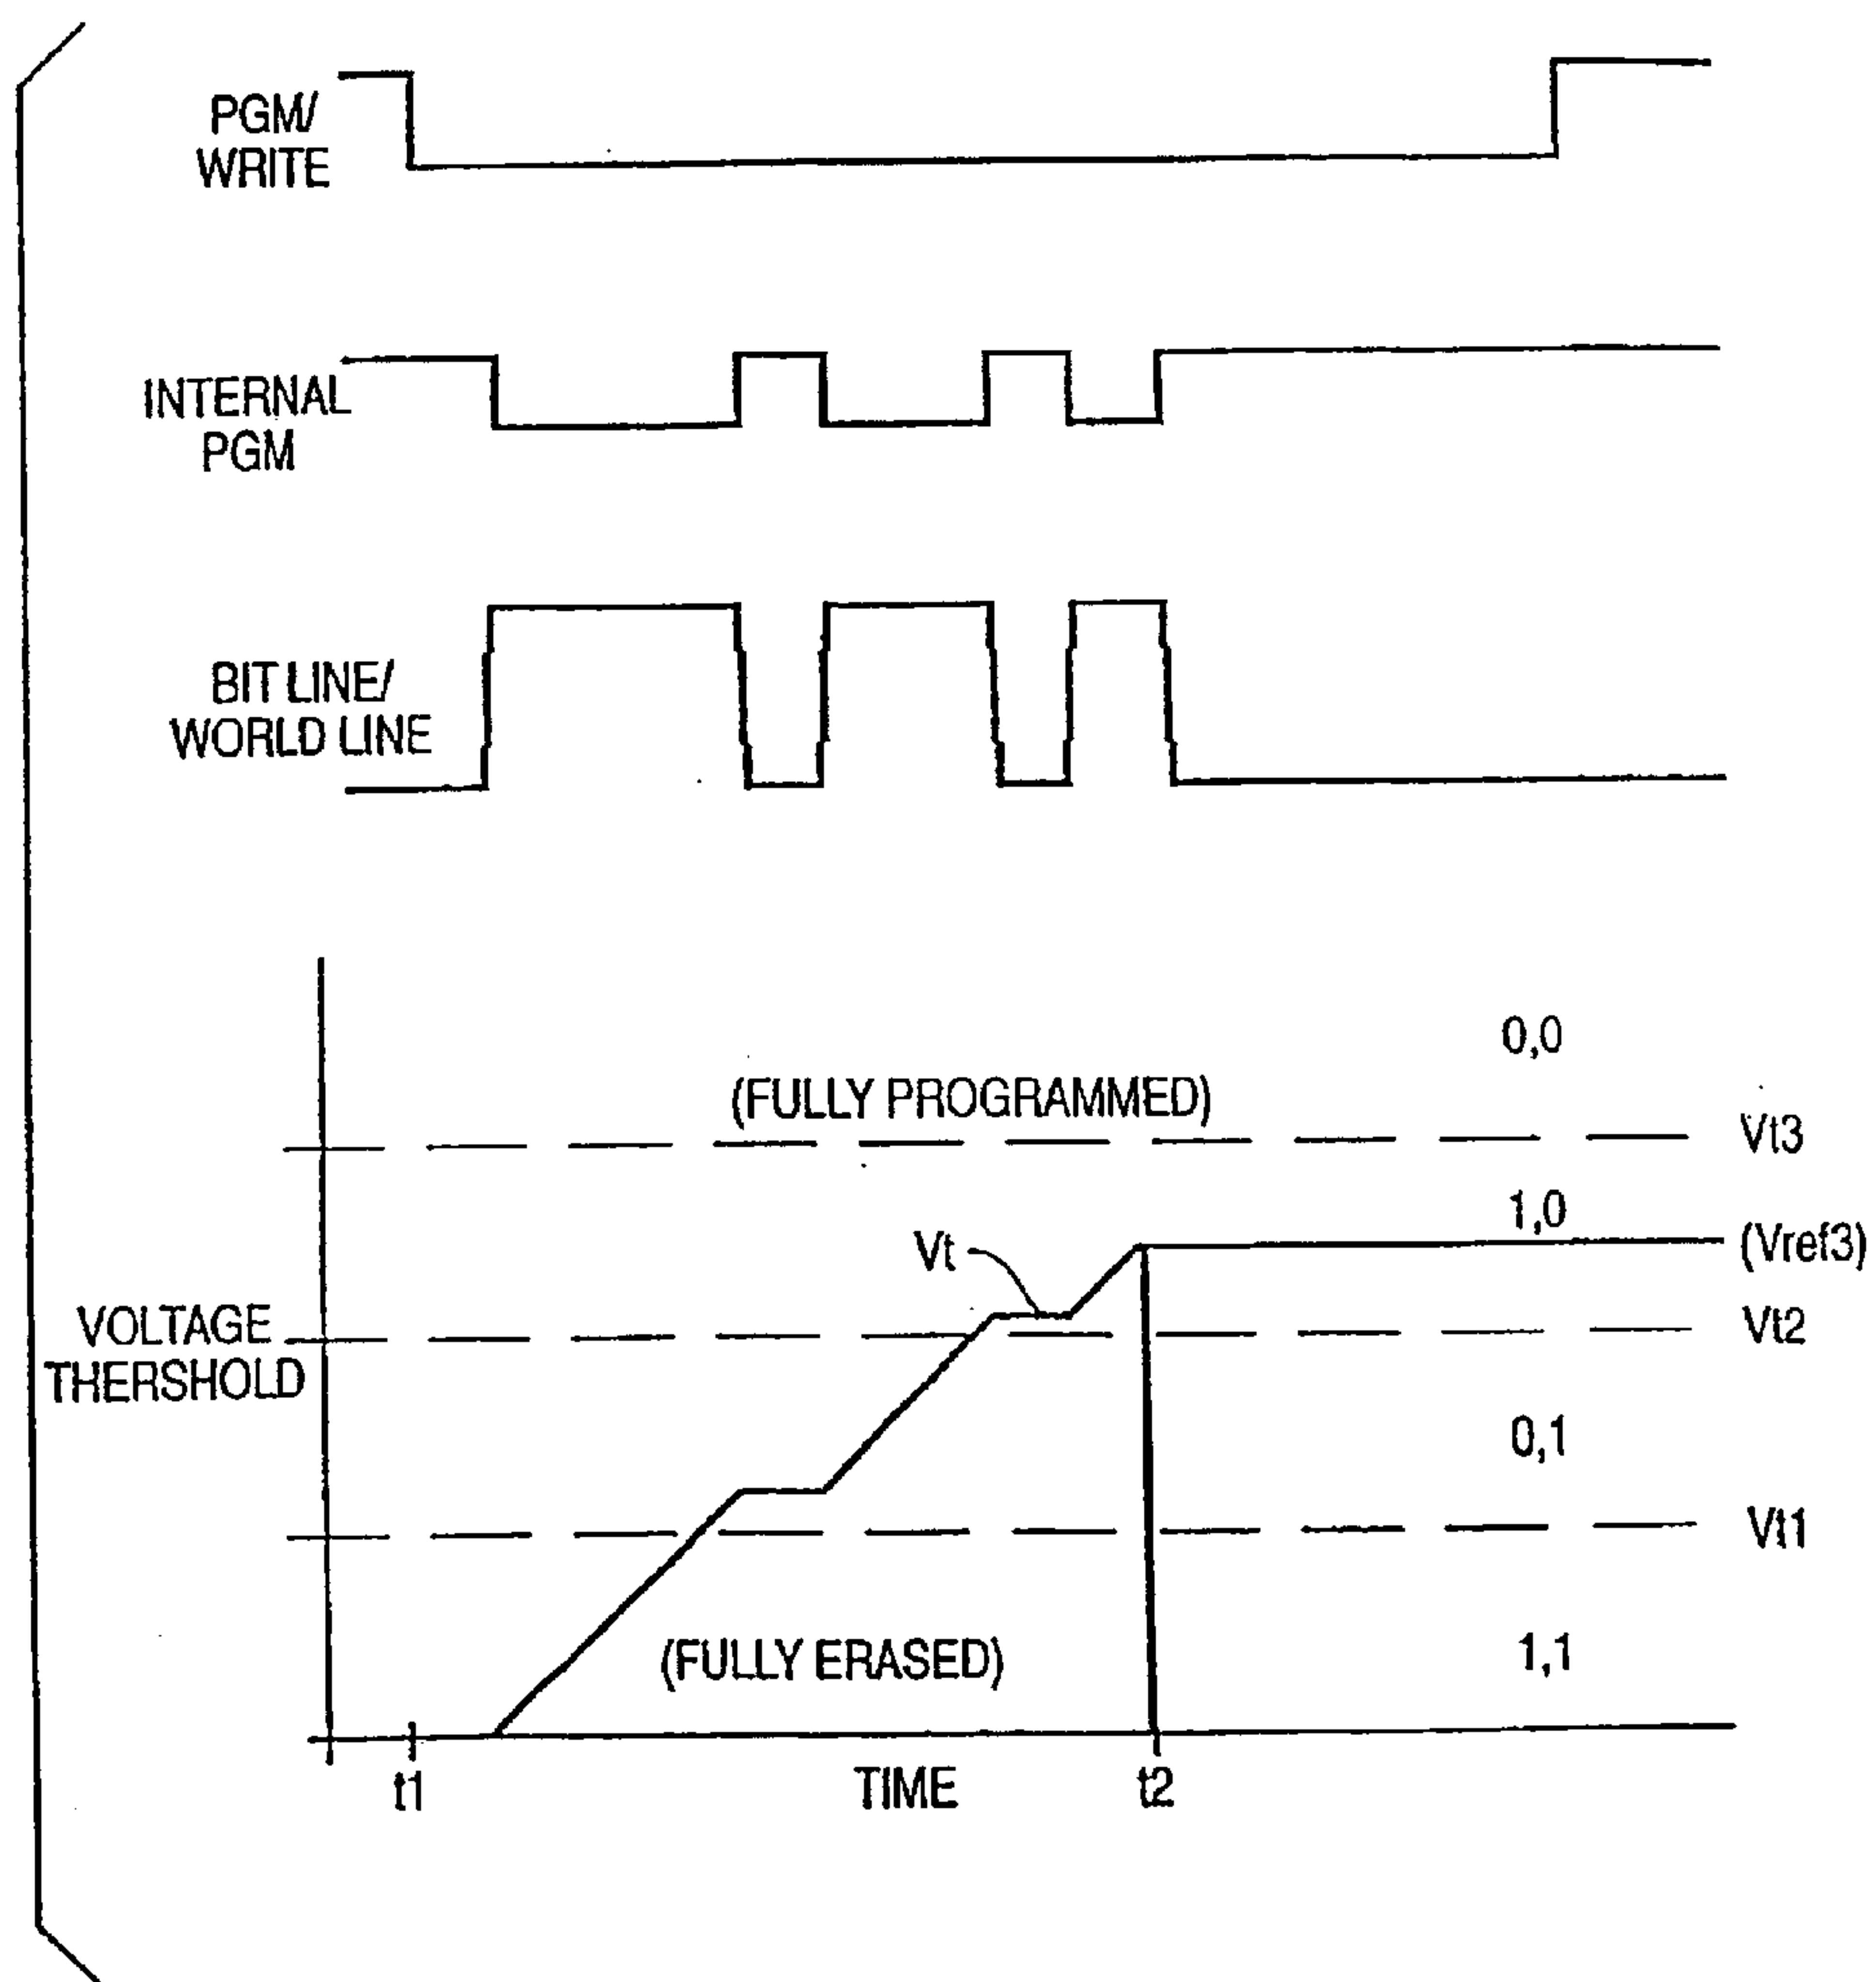 PGM/
WRITE
INTERNAL
PGM
BIT LINE/
WORLD LINE
0,0
(FULLY PROGRAMMED)
Vt3
1,0
(Vref3)
Vt
VOLTAGE
THERSHOLD
Vt2
0,1
Vt1
(FULLY ERASED)
1,1
t1
TIME
t2